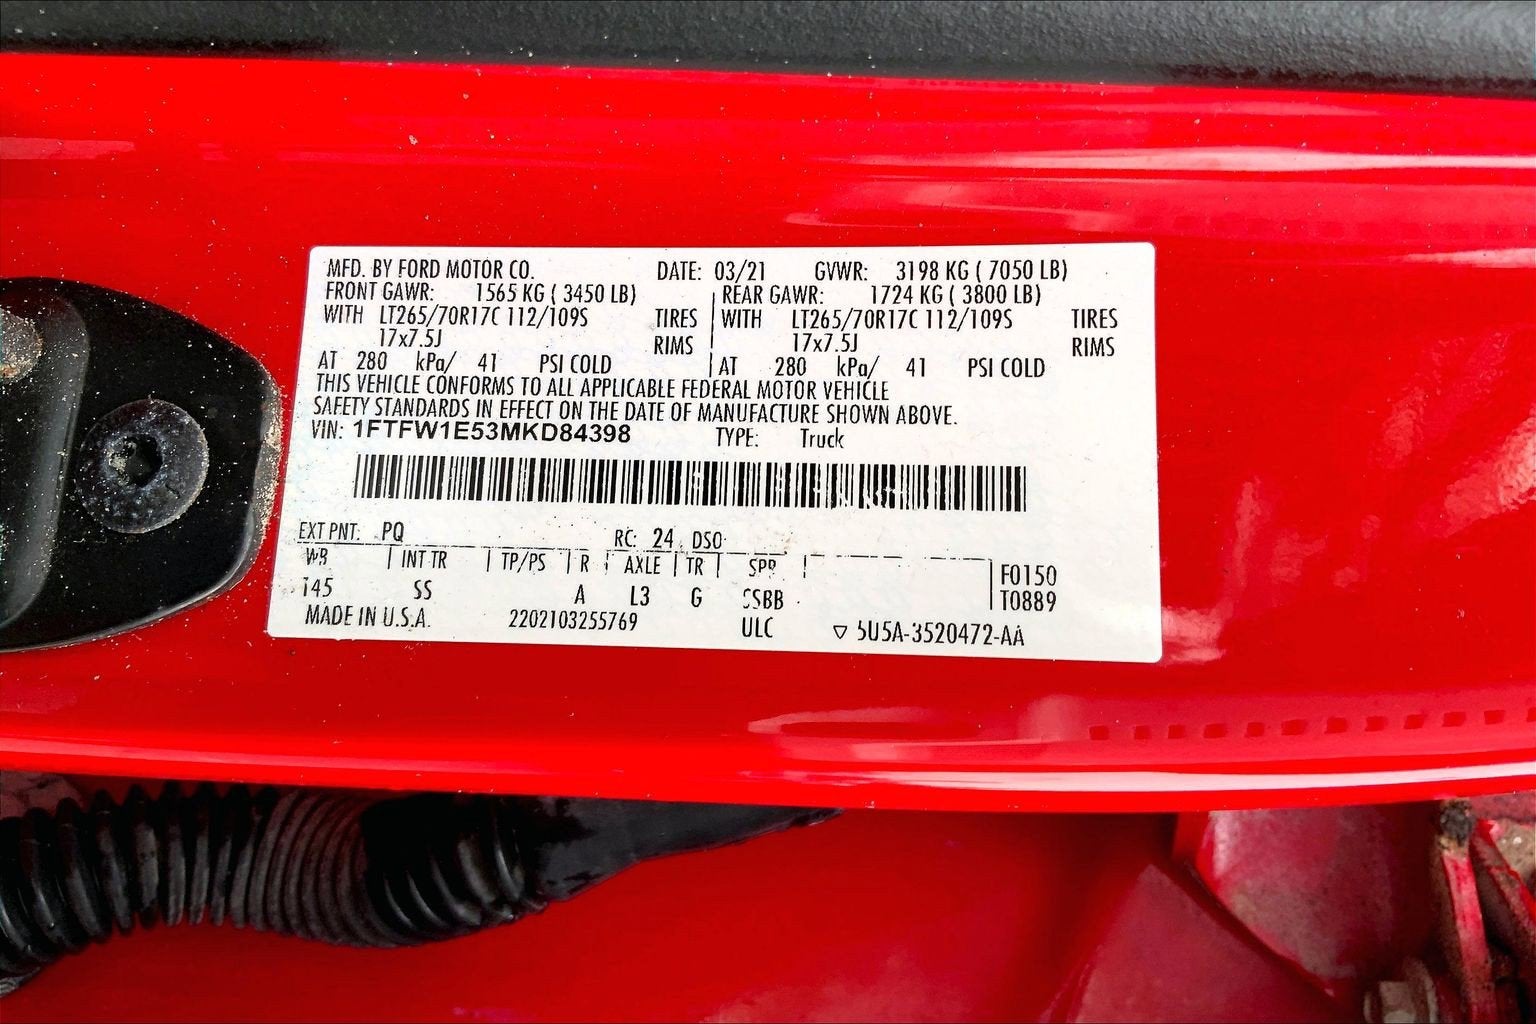 MFD. BY FORD MOTOR CO. DATE: 03/21 GVWR: 3198 KG ( 7050 LB)
FRONT GAWR: 1565 KG ( 3450 LB) REAR GAWR: 1724 KG ( 3800 LB)
WITH LT265/70R17C 112/109S TIRES WITH LT265/70R17C 112/109S TIRES
17x7.5J RIMS 17x7.5J RIMS
AT 280 kPa/ 41 PSI COLD AT 280 kPa/ 41 PSI COLD
THIS VEHICLE CONFORMS TO ALL APPLICABLE FEDERAL MOTOR VEHICLE
SAFETY STANDARDS IN EFFECT ON THE DATE OF MANUFACTURE SHOWN ABOVE.
VIN: 1FTFW1E53MKD84398 TYPE: Truck
EXT PNT: PQ RC: 24 DSO:
WB INT TR TP/PS R AXLE TR SPR F0150
145 SS A L3 G SSBB T0889
MADE IN U.S.A. 2202103255769 ULC ▽ 5U5A-3520472-AA